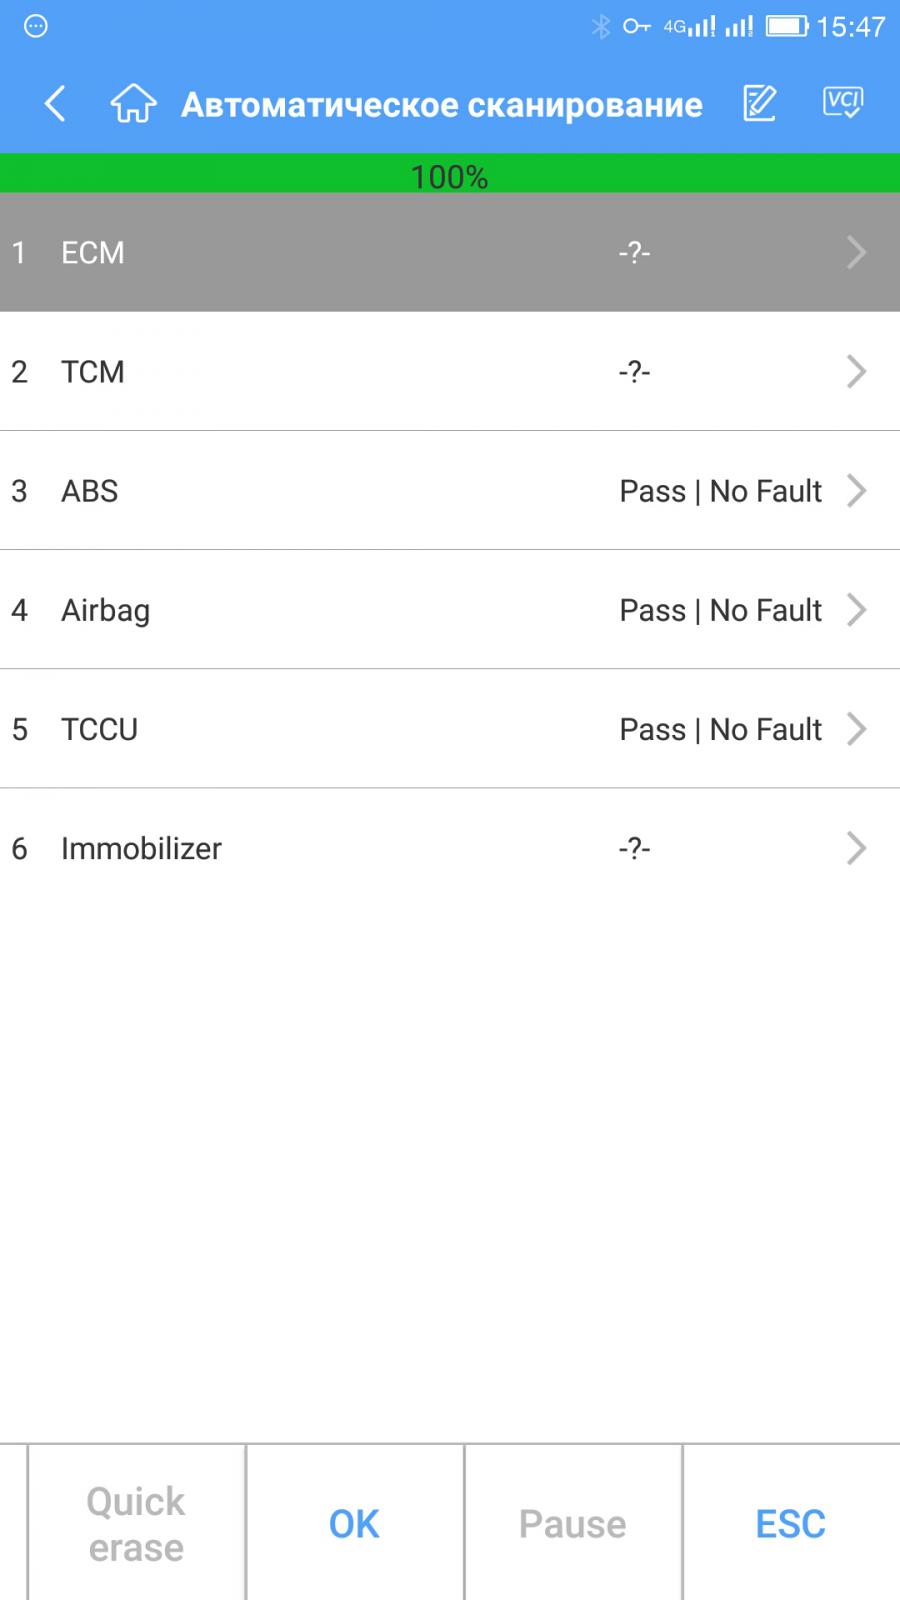 4G 15:47
Автоматическое сканирование VCI
100%
1 ECM -?-
2 TCM -?-
3 ABS Pass | No Fault
4 Airbag Pass | No Fault
5 TCCU Pass | No Fault
6 Immobilizer -?-
Quick
erase
OK
Pause
ESC